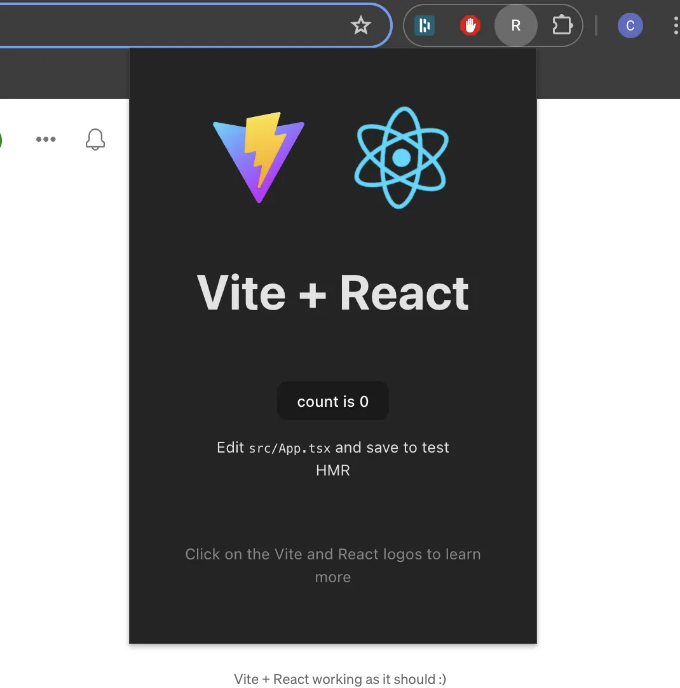 R
C
Vite + React
count is 0
Edit src/App.tsx and save to test
HMR
Click on the Vite and React logos to learn
more
Vite + React working as it should :)